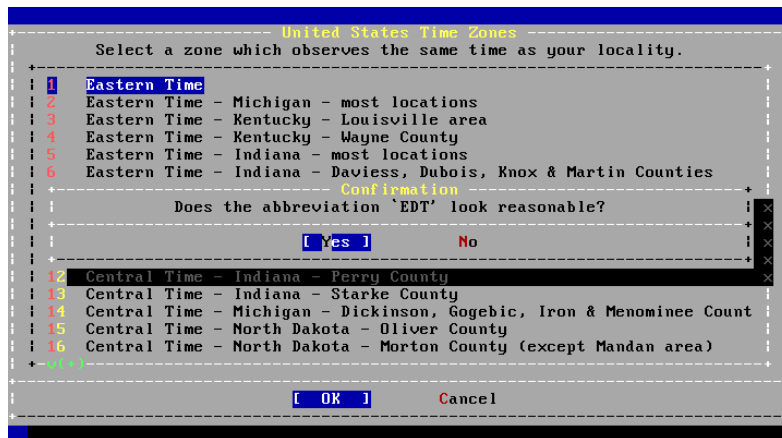 United States Time Zones
Select a zone which observes the same time as your locality.
1 Eastern Time
2 Eastern Time - Michigan - most locations
3 Eastern Time - Kentucky - Louisville area
4 Eastern Time - Kentucky - Wayne County
5 Eastern Time - Indiana - most locations
6 Eastern Time - Indiana - Daviess, Dubois, Knox & Martin Counties
Confirmation
Does the abbreviation `EDT' look reasonable?
[ Yes ] No
12 Central Time - Indiana - Perry County
13 Central Time - Indiana - Starke County
14 Central Time - Michigan - Dickinson, Gogebic, Iron & Menominee Count
15 Central Time - North Dakota - Oliver County
16 Central Time - North Dakota - Morton County (except Mandan area)
v(+)
[ OK ] Cancel